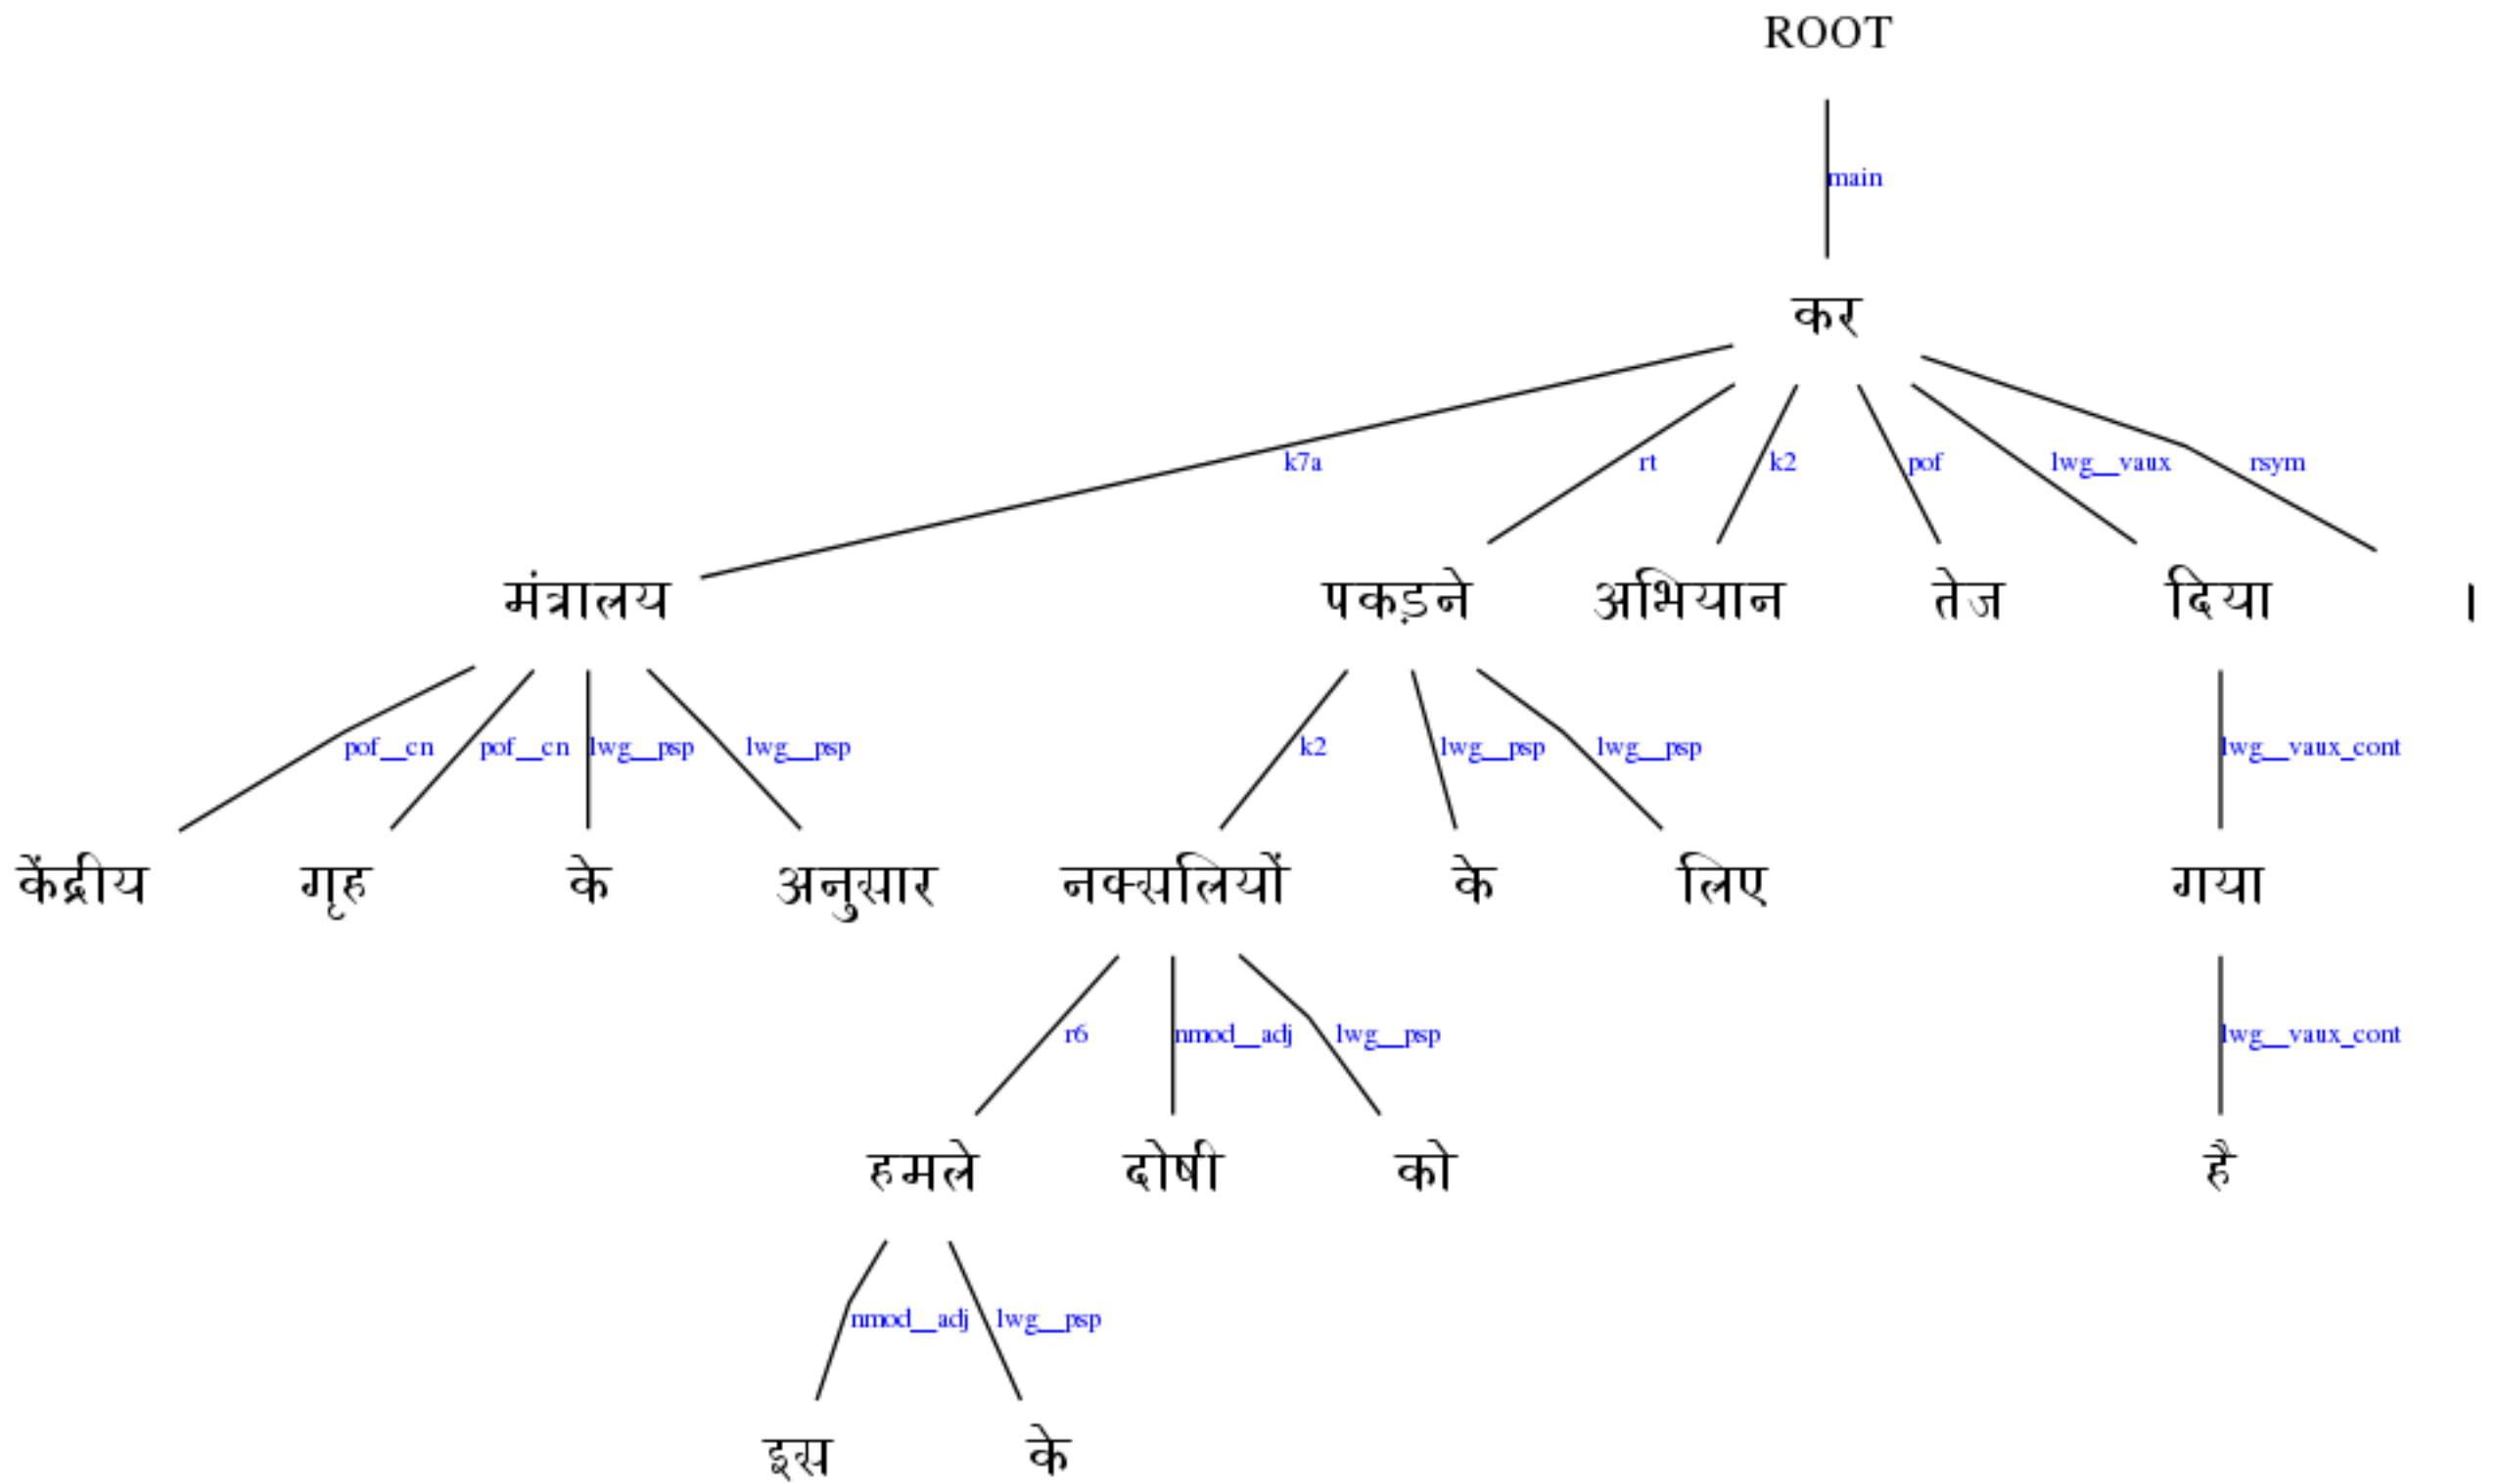 ROOT
main
कर
k7a rt k2 pof lwg__vaux rsym
मंत्रालय पकड़ने अभियान तेज दिया ।
pof__cn pof__cn lwg__psp lwg__psp k2 lwg__psp lwg__psp lwg__vaux_cont
केंद्रीय गृह के अनुसार नक्सलियों के लिए गया
r6 nmod__adj lwg__psp lwg__vaux_cont
हमले दोषी को है
nmod__adj lwg__psp
इस के